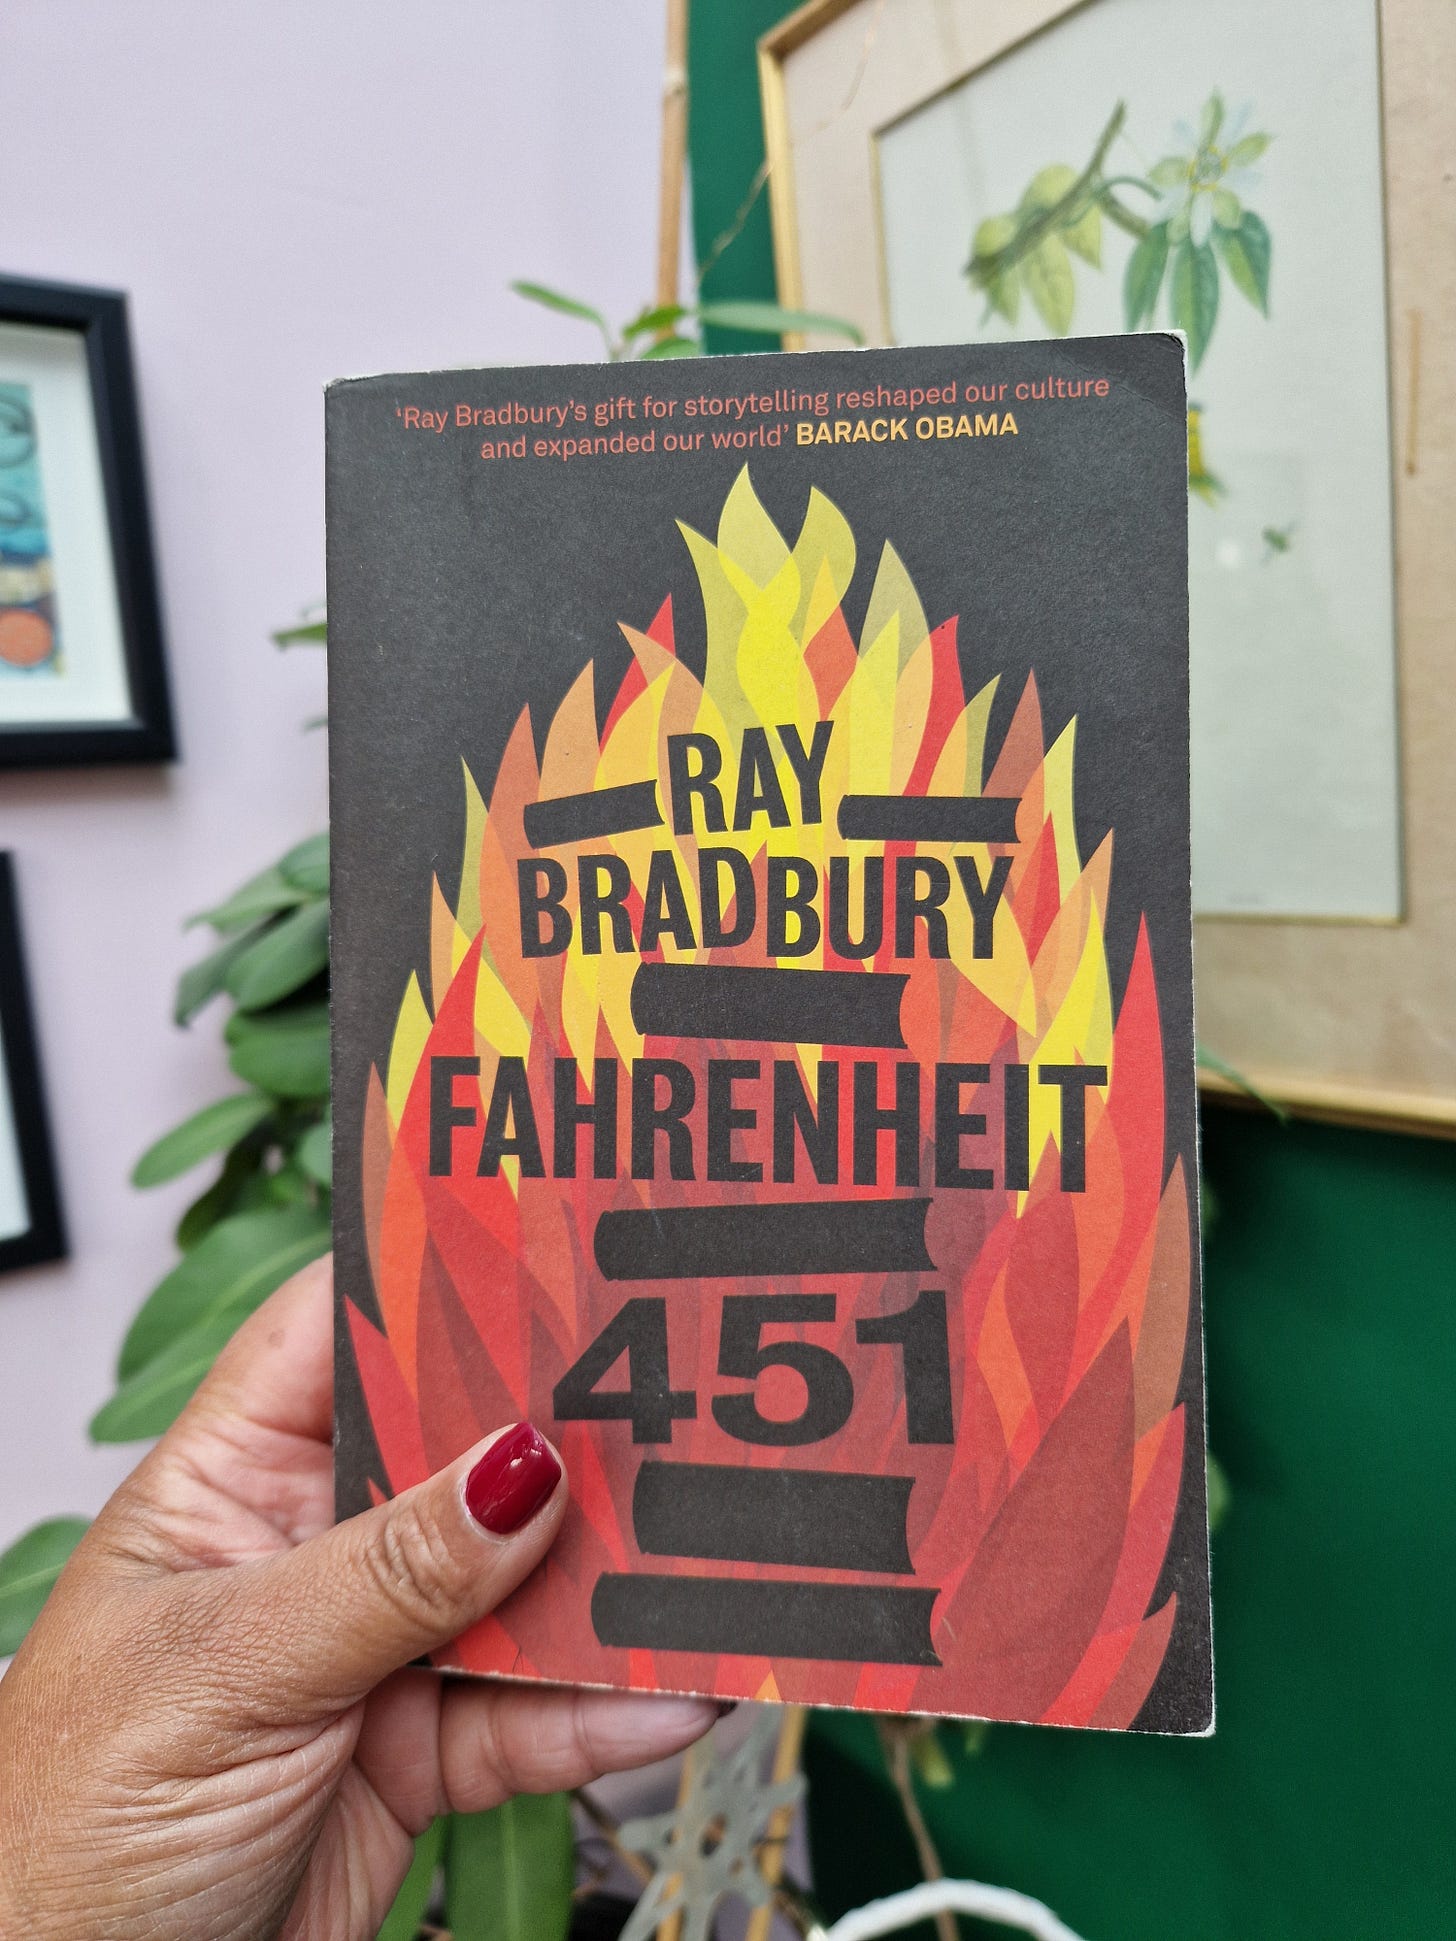 ‘Ray Bradbury’s gift for storytelling reshaped our culture
and expanded our world’ BARACK OBAMA
RAY
BRADBURY
FAHRENHEIT
451